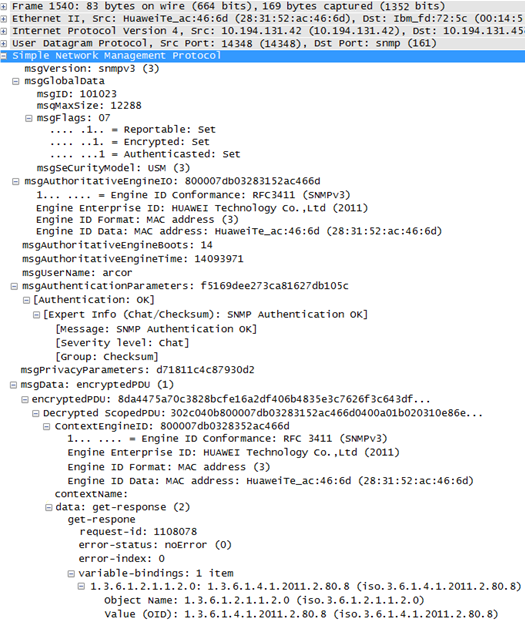 Frame 1540: 83 bytes on wire (664 bits), 169 bytes captured (1352 bits)
Ethernet II, Src: HuaweiTe_ac:46:6d (28:31:52:ac:46:6d), Dst: Ibm_fd:72:5c (00:14:5
Internet Protocol Version 4, Src: 10.194.131.42 (10.194.131.42), Dst: 10.194.131.45
User Datagram Protocol, Src Port: 14348 (14348), Dst Port: snmp (161)
Simple Network Management Protocol
msgVersion: snmpv3 (3)
msgGlobalData
msgID: 101023
msqMaxSize: 12288
msgFlags: 07
.... .1.. = Reportable: Set
.... ..1. = Encrypted: Set
.... ...1 = Authenticasted: Set
msgSeCurityModel: USM (3)
msgAuthoritativeEngineIO: 800007db03283152ac466d
1... .... = Engine ID Conformance: RFC3411 (SNMPv3)
Engine Enterprise ID: HUAWEI Technology Co.,Ltd (2011)
Engine ID Format: MAC address (3)
Engine ID Data: MAC address: HuaweiTe_ac:46:6d (28:31:52:ac:46:6d)
msgAuthoritativeEngineBoots: 14
msgAuthoritativeEngineTime: 14093971
msgUserName: arcor
msgAuthenticationParameters: f5169dee273ca81627db105c
[Authentication: OK]
[Expert Info (Chat/Checksum): SNMP Authentication OK]
[Message: SNMP Authentication OK]
[Severity level: Chat]
[Group: Checksum]
msgPrivacyParameters: d71811c4c87930d2
msgData: encryptedPDU (1)
encryptedPDU: 8da4475a70c3828bcfe16a2df406b4835e3c7626f3c643df...
Decrypted ScopedPDU: 302c040b800007db03283152ac466d0400a01b020310e86e...
ContextEngineID: 800007db0328352ac466d
1... .... = Engine ID Conformance: RFC 3411 (SNMPv3)
Engine Enterprise ID: HUAWEI Technology Co.,Ltd (2011)
Engine ID Format: MAC address (3)
Engine ID Data: MAC address: HuaweiTe_ac:46:6d (28:31:52:ac:46:6d)
contextName:
data: get-response (2)
get-respone
request-id: 1108078
error-status: noError (0)
error-index: 0
variable-bindings: 1 item
1.3.6.1.2.1.1.2.0: 1.3.6.1.4.1.2011.2.80.8 (iso.3.6.1.4.1.2011.2.80.8)
Object Name: 1.3.6.1.2.1.1.2.0 (iso.3.6.1.2.1.1.2.0)
Value (OID): 1.3.6.1.4.1.2011.2.80.8 (iso.3.6.1.4.1.2011.2.80.8)